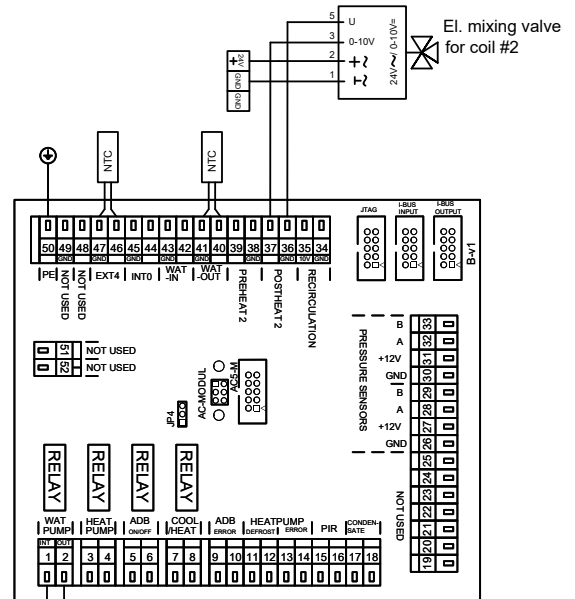 El. mixing valve
for coil #2
5 U
3 0-10V
2 +~
1 ⊥~
24V ~/ 0-10V=
+ 24V
GND
GND
NTC
NTC
JTAG
I-BUS INPUT
I-BUS OUTPUT
B-v1
50 49 48 47 46 45 44 43 42 41 40 39 38 37 36 35 34
GND GND GND GND GND GND GND 10V GND
PE
NOT USED
NOT USED
EXT4
INT0
WAT
-IN
WAT
-OUT
PREHEAT 2
POSTHEAT 2
RECIRCULATION
51 NOT USED
52 NOT USED
AC-MODUL
AC5-M
JP4
PRESSURE SENSORS
B 33
A 32
+12V 31
GND 30
B 29
A 28
+12V 27
GND 26
25
24
23
22
21
20
19
NOT USED
RELAY
RELAY
RELAY
RELAY
WAT
PUMP
HEAT
PUMP
ADB
ON/OFF
COOL
/HEAT
ADB
ERROR
HEATPUMP
DEFROST ERROR
PIR
CONDEN-
SATE
INT OUT
1 2 3 4 5 6 7 8 9 10 11 12 13 14 15 16 17 18